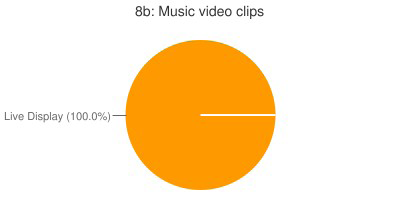 8b: Music video clips
Live Display (100.0%)